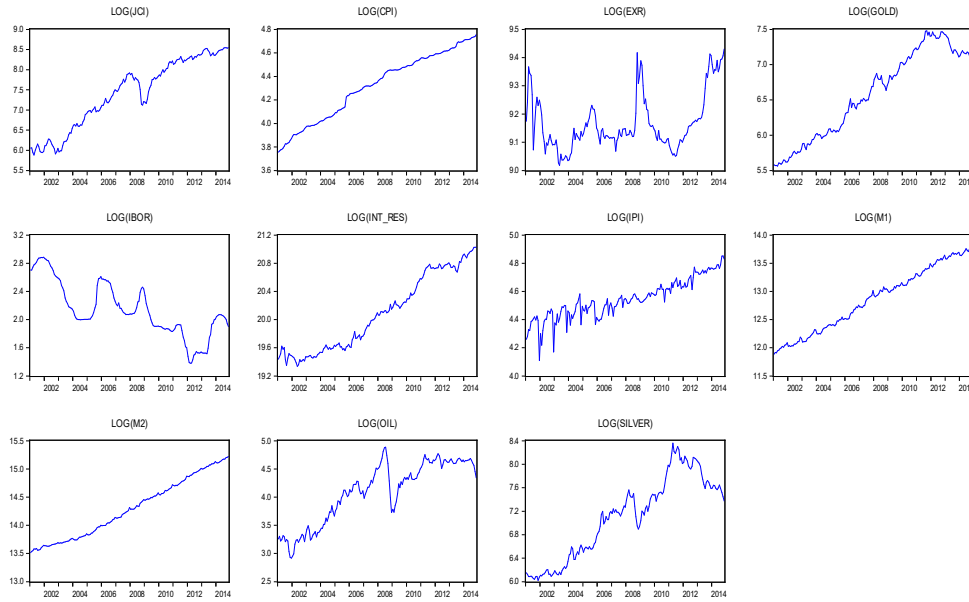 LOG(JCI) LOG(CPI) LOG(EXR) LOG(GOLD)
9.0 4.8 95 7.5
8.5 4.6 94
8.0 7.0
7.5 4.4 93
7.0 4.2 92 6.5
6.5 4.0 91
6.0 3.8 9.0 6.0
5.5 3.6 8.9 5.5
2002 2004 2006 2008 2010 2012 2014 2002 2004 2006 2008 2010 2012 2014 2002 2004 2006 2008 2010 2012 2014 2002 2004 2006 2008 2010 2012 2014
LOG(IBOR) LOG(INT_RES) LOG(IPI) LOG(M1)
3.2 21.2 5.0 14.0
2.8 20.8 4.8 13.5
2.4 20.4 4.6 13.0
2.0 20.0 4.4 12.5
1.6 19.6 4.2 12.0
1.2 19.2 4.0 11.5
2002 2004 2006 2008 2010 2012 2014 2002 2004 2006 2008 2010 2012 2014 2002 2004 2006 2008 2010 2012 2014 2002 2004 2006 2008 2010 2012 2014
LOG(M2) LOG(OIL) LOG(SILVER)
15.5 5.0 8.4
15.0 4.5 8.0
14.5 4.0 7.6
14.0 3.5 7.2
13.5 3.0 6.8
13.0 2.5 6.4
6.0
2002 2004 2006 2008 2010 2012 2014 2002 2004 2006 2008 2010 2012 2014 2002 2004 2006 2008 2010 2012 2014